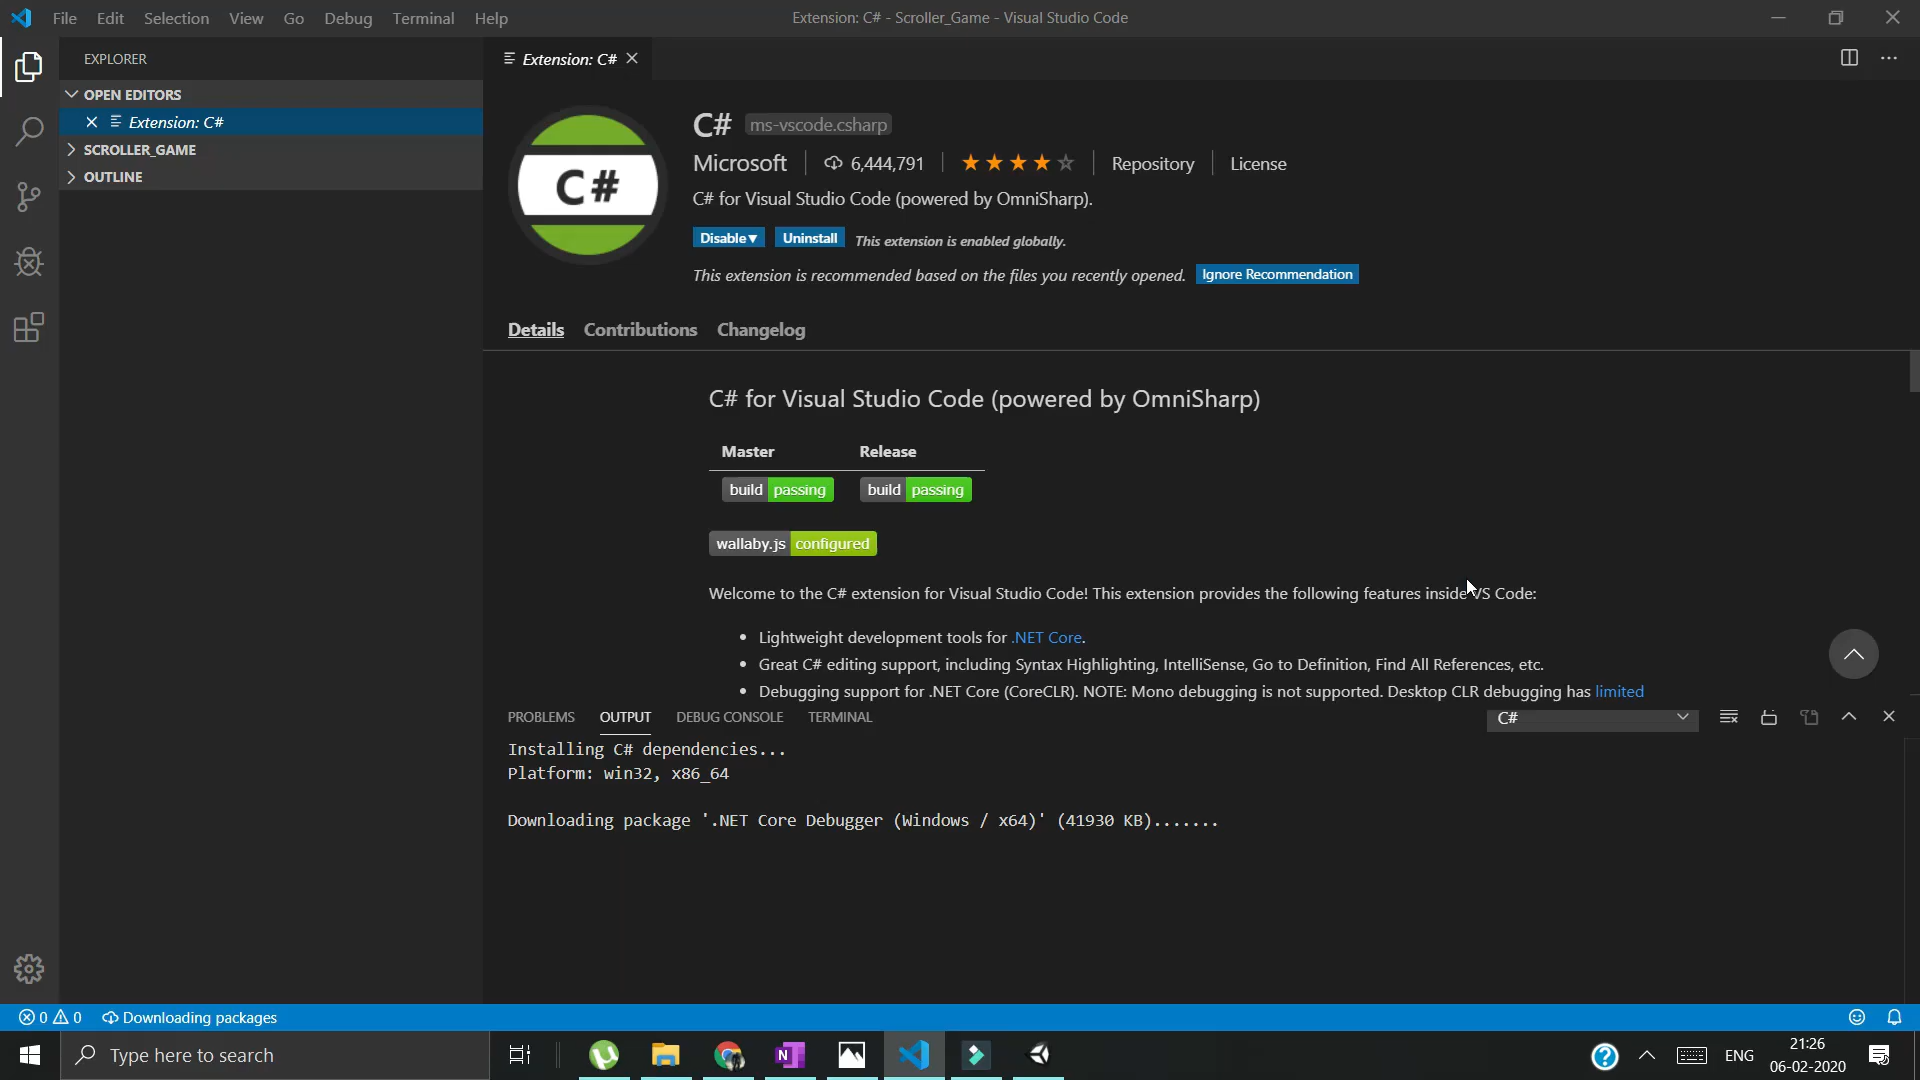 File Edit Selection View Go Debug Terminal Help
Extension: C# - Scroller_Game - Visual Studio Code
EXPLORER
OPEN EDITORS
Extension: C#
SCROLLER_GAME
OUTLINE
Extension: C#
C#
C# ms-vscode.csharp
Microsoft 6,444,791 Repository License
C# for Visual Studio Code (powered by OmniSharp).
Disable Uninstall This extension is enabled globally.
This extension is recommended based on the files you recently opened. Ignore Recommendation
Details Contributions Changelog
C# for Visual Studio Code (powered by OmniSharp)
Master Release
build passing build passing
wallaby.js configured
Welcome to the C# extension for Visual Studio Code! This extension provides the following features inside VS Code:
• Lightweight development tools for .NET Core.
• Great C# editing support, including Syntax Highlighting, IntelliSense, Go to Definition, Find All References, etc.
• Debugging support for .NET Core (CoreCLR). NOTE: Mono debugging is not supported. Desktop CLR debugging has limited
PROBLEMS OUTPUT DEBUG CONSOLE TERMINAL C#
Installing C# dependencies...
Platform: win32, x86_64
Downloading package '.NET Core Debugger (Windows / x64)' (41930 KB).......
0 0 Downloading packages
Type here to search
N
ENG
21:26
06-02-2020